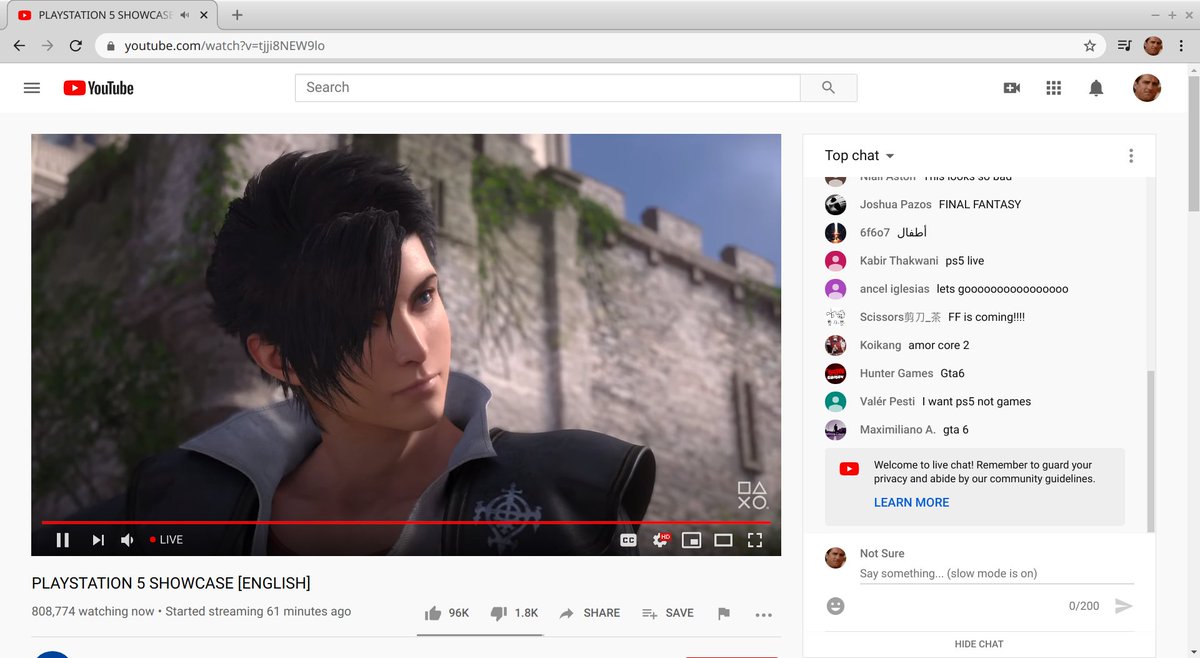 PLAYSTATION 5 SHOWCASE
youtube.com/watch?v=tjji8NEW9lo
YouTube
Search
LIVE
CC
HD
PLAYSTATION 5 SHOWCASE [ENGLISH]
808,774 watching now • Started streaming 61 minutes ago
96K
1.8K
SHARE
SAVE
Top chat
Niall Aston This looks so bad
Joshua Pazos FINAL FANTASY
6f6o7 أطفال
Kabir Thakwani ps5 live
ancel iglesias lets goooooooooooooooo
Scissors剪刀_茶 FF is coming!!!!
Koikang amor core 2
Hunter Games Gta6
Valér Pesti I want ps5 not games
Maximiliano A. gta 6
Welcome to live chat! Remember to guard your
privacy and abide by our community guidelines.
LEARN MORE
Not Sure
Say something... (slow mode is on)
0/200
HIDE CHAT